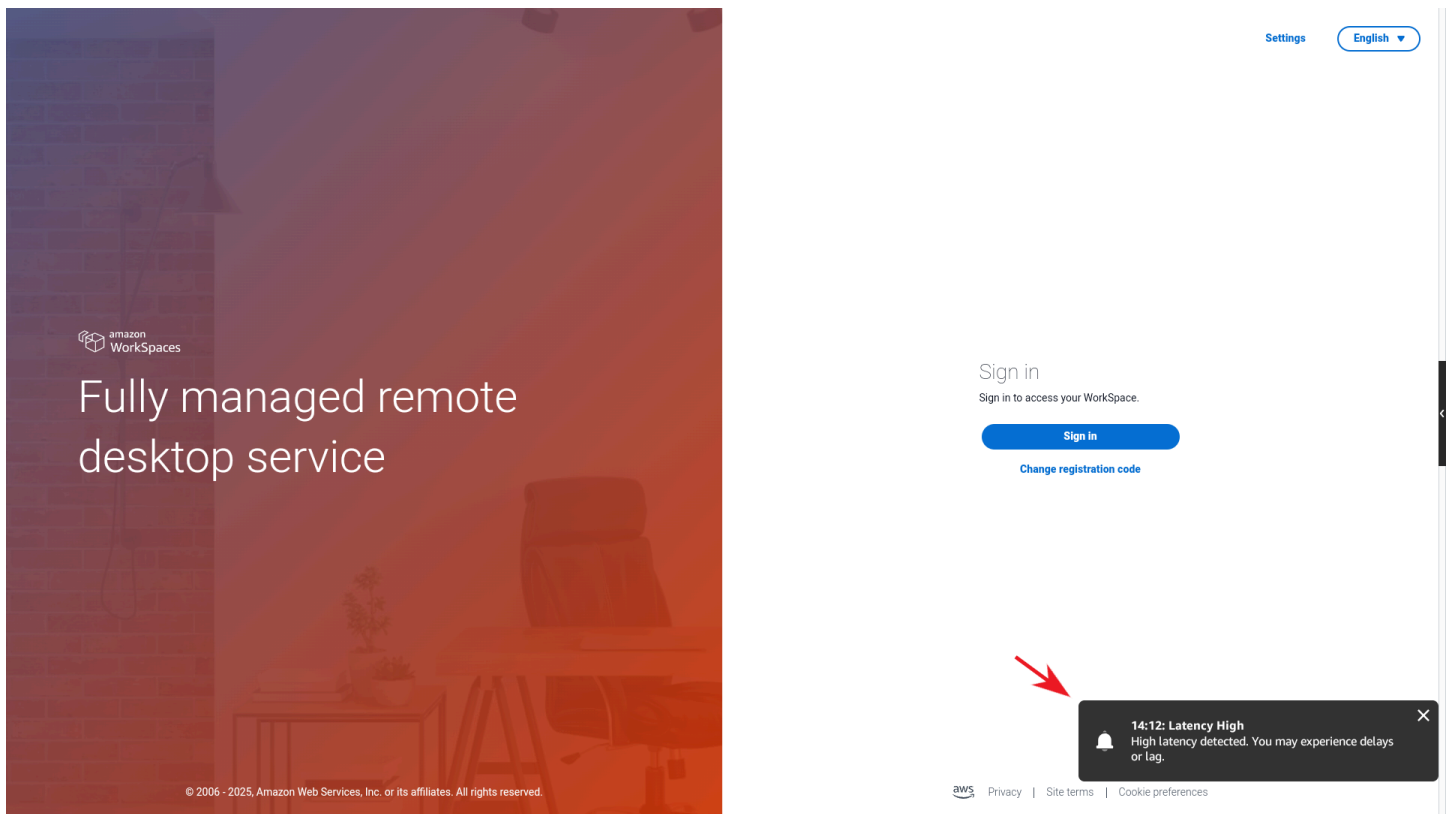 Settings
English
amazon
WorkSpaces
Fully managed remote
desktop service
Sign in
Sign in to access your WorkSpace.
Sign in
Change registration code
14:12: Latency High
High latency detected. You may experience delays
or lag.
© 2006 - 2025, Amazon Web Services, Inc. or its affiliates. All rights reserved.
aws Privacy | Site terms | Cookie preferences